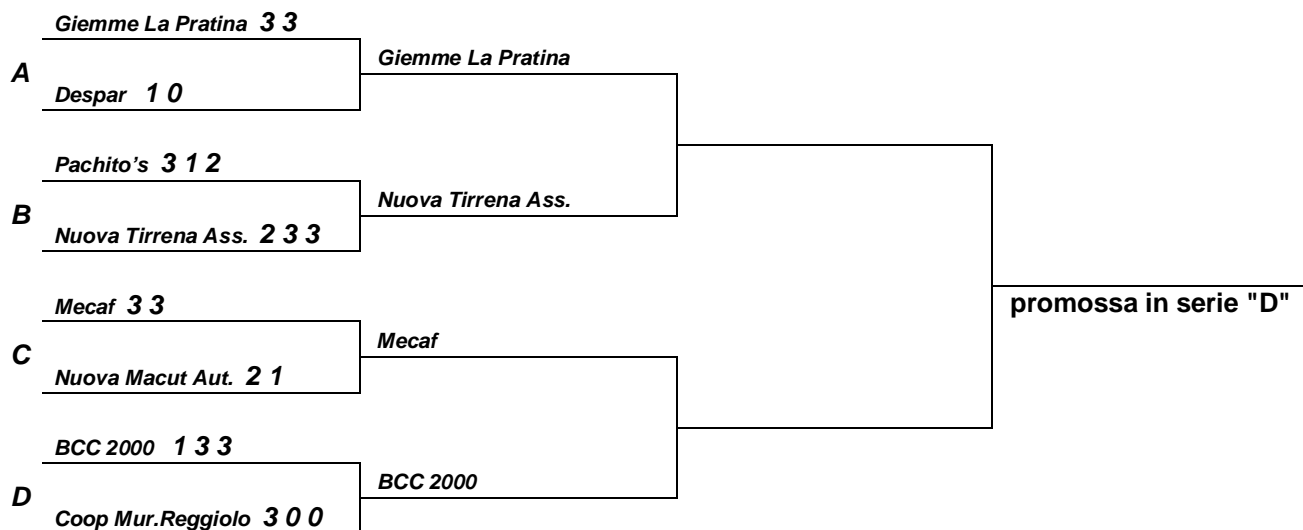 Giemme La Pratina 3 3
Giemme La Pratina
A
Despar 1 0
Pachito's 3 1 2
Nuova Tirrena Ass.
B
Nuova Tirrena Ass. 2 3 3
Mecaf 3 3
promossa in serie "D"
Mecaf
C
Nuova Macut Aut. 2 1
BCC 2000 1 3 3
BCC 2000
D
Coop Mur.Reggiolo 3 0 0